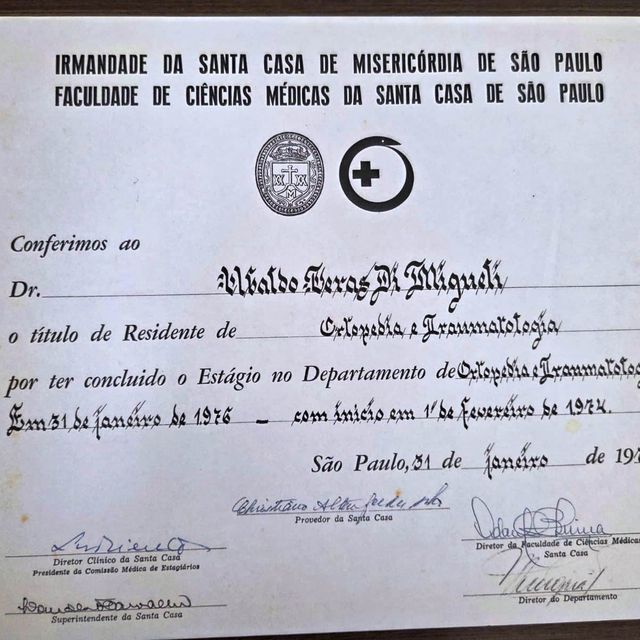 IRMANDADE DA SANTA CASA DE MISERICÓRDIA DE SÃO PAULO
FACULDADE DE CIÊNCIAS MÉDICAS DA SANTA CASA DE SÃO PAULO
Conferimos ao
Dr. Ubaldo Beras Di Migueli
o título de Residente de Ortopedia e Traumatologia
por ter concluido o Estágio no Departamento de Ortopedia e Traumatolog
Em 31 de janeiro de 1976 - com inicio em 1º de fevereiro de 1974.
São Paulo, 31 de janeiro de 197
Provedor da Santa Casa
Diretor Clínico da Santa Casa
Presidente da Comissão Médica de Estagiários
Diretor da Faculdade de Ciências Médicas
Santa Casa
Superintendente da Santa Casa
Diretor do Departamento